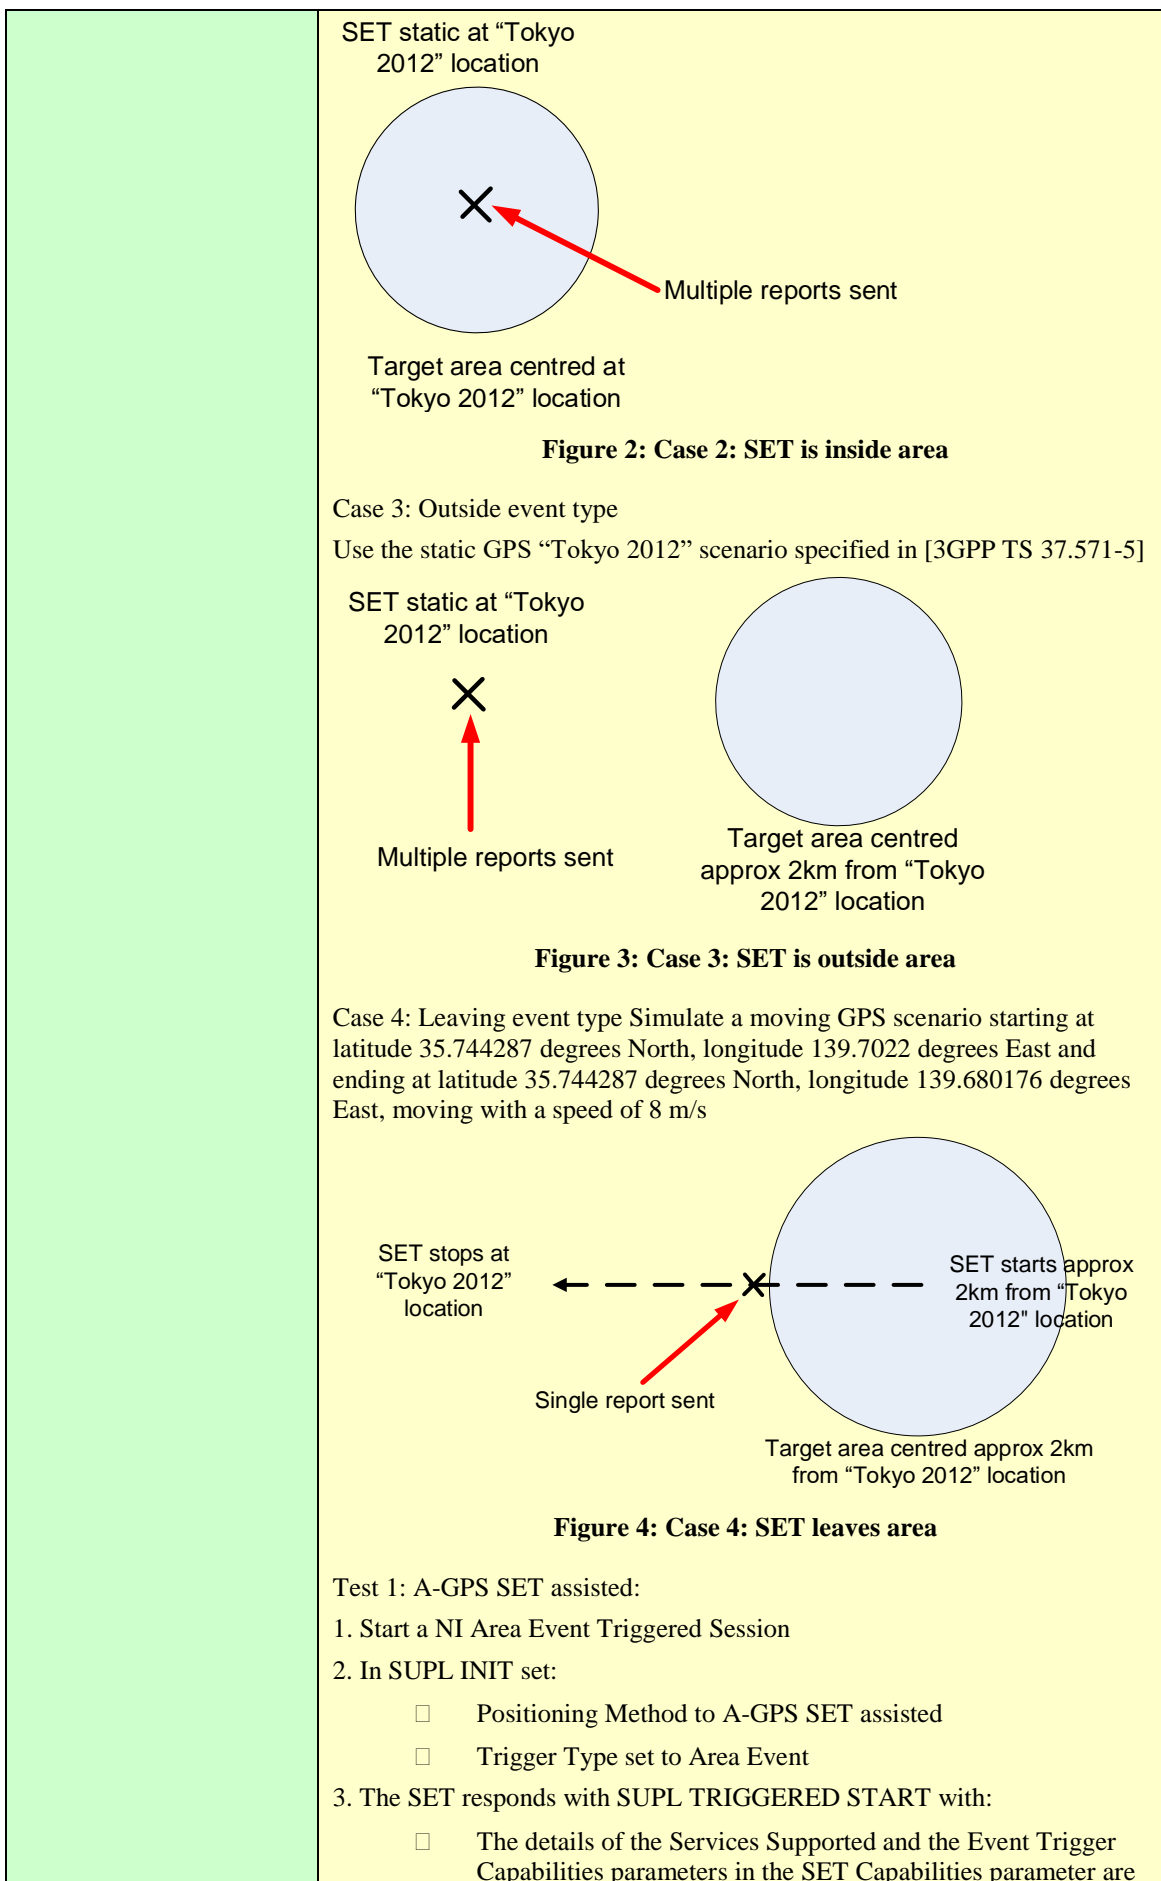 SET static at “Tokyo
2012” location
Multiple reports sent
Target area centred at
“Tokyo 2012” location
Figure 2: Case 2: SET is inside area
Case 3: Outside event type
Use the static GPS “Tokyo 2012” scenario specified in [3GPP TS 37.571-5]
SET static at “Tokyo
2012” location
Multiple reports sent
Target area centred
approx 2km from “Tokyo
2012” location
Figure 3: Case 3: SET is outside area
Case 4: Leaving event type Simulate a moving GPS scenario starting at
latitude 35.744287 degrees North, longitude 139.7022 degrees East and
ending at latitude 35.744287 degrees North, longitude 139.680176 degrees
East, moving with a speed of 8 m/s
SET stops at
“Tokyo 2012”
location
SET starts approx
2km from “Tokyo
2012” location
Single report sent
Target area centred approx 2km
from “Tokyo 2012” location
Figure 4: Case 4: SET leaves area
Test 1: A-GPS SET assisted:
1. Start a NI Area Event Triggered Session
2. In SUPL INIT set:
□ Positioning Method to A-GPS SET assisted
□ Trigger Type set to Area Event
3. The SET responds with SUPL TRIGGERED START with:
□ The details of the Services Supported and the Event Trigger
Capabilities parameters in the SET Capabilities parameter are